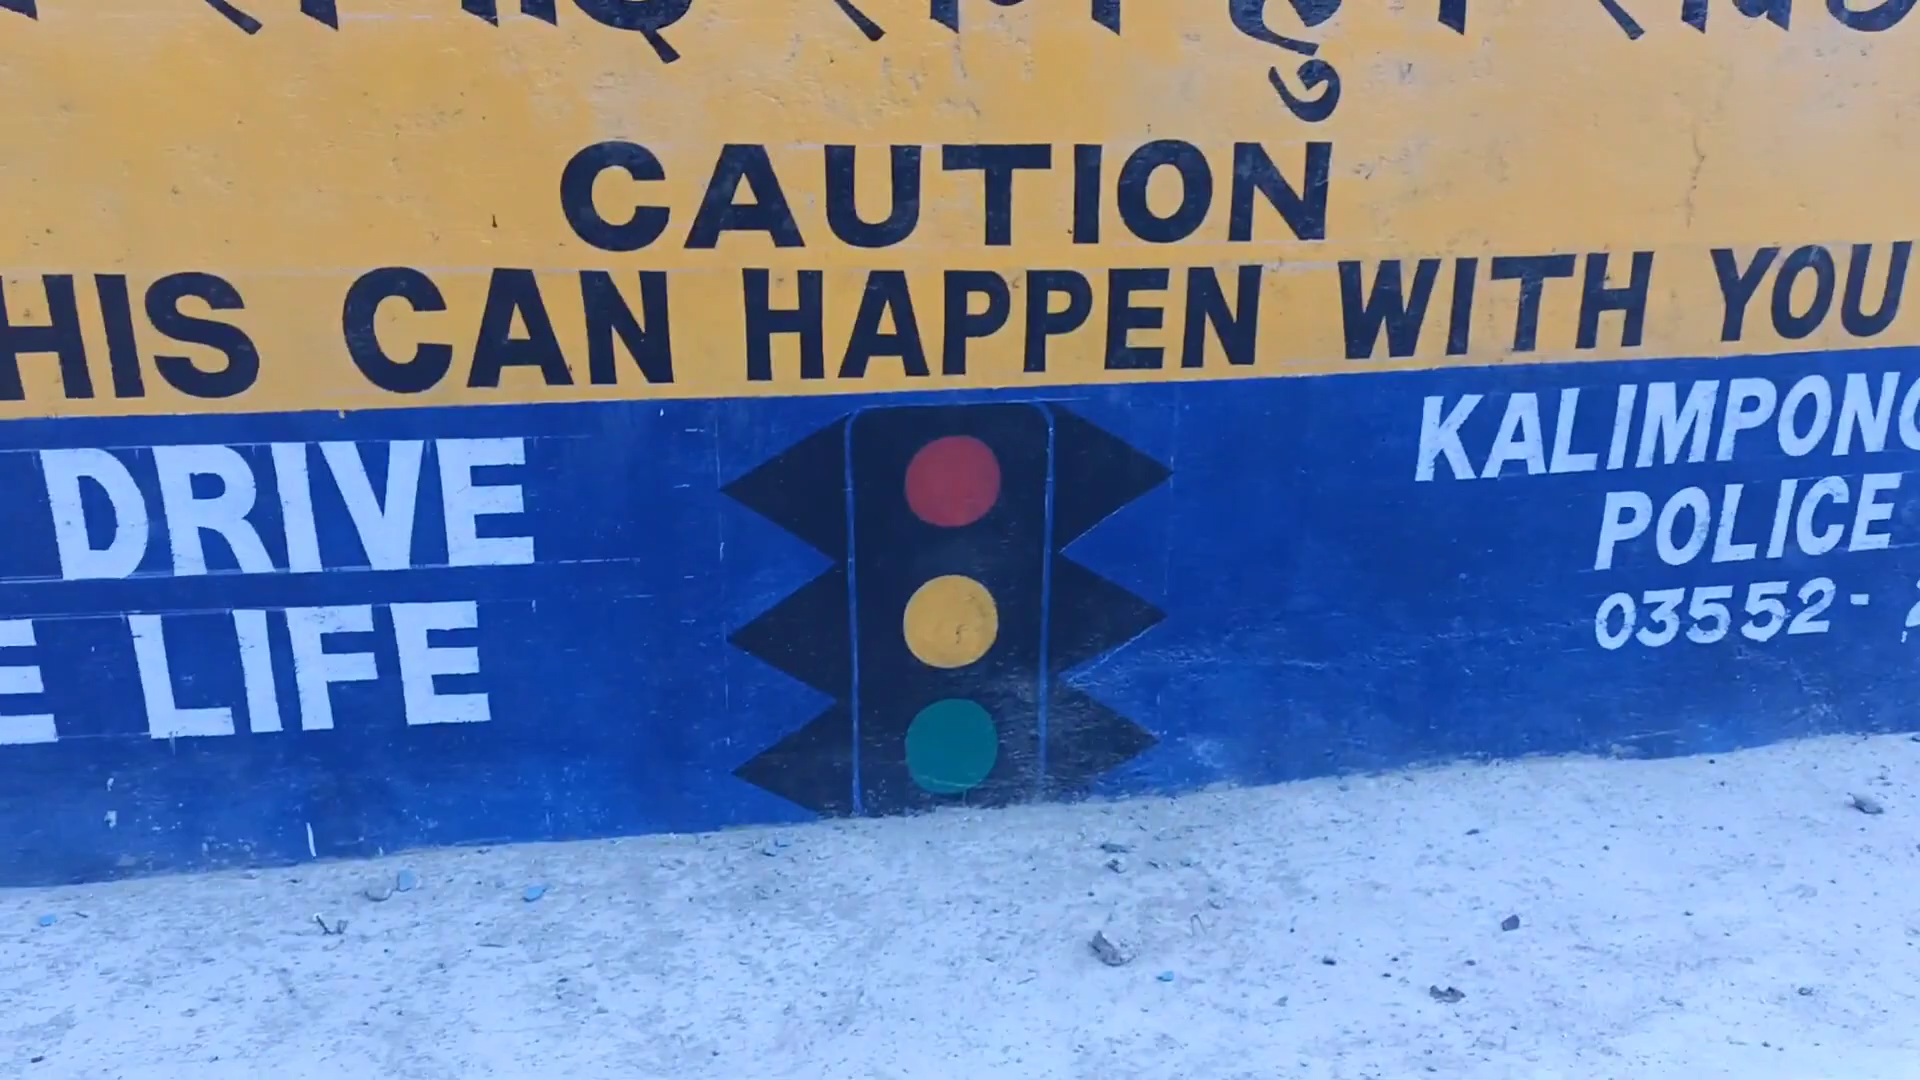 CAUTION
HIS CAN HAPPEN WITH YOU
DRIVE
E LIFE
KALIMPONG
POLICE
03552-